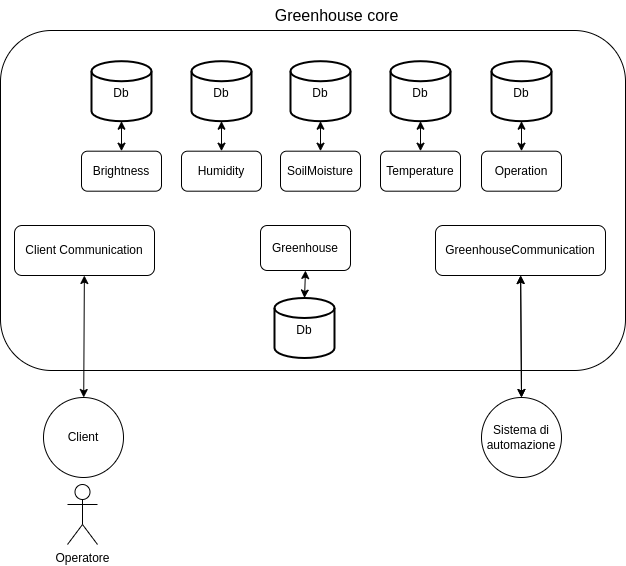 Greenhouse core
Db
Db
Db
Db
Db
Brightness
Humidity
SoilMoisture
Temperature
Operation
Client Communication
Greenhouse
GreenhouseCommunication
Db
Client
Sistema di
automazione
Operatore